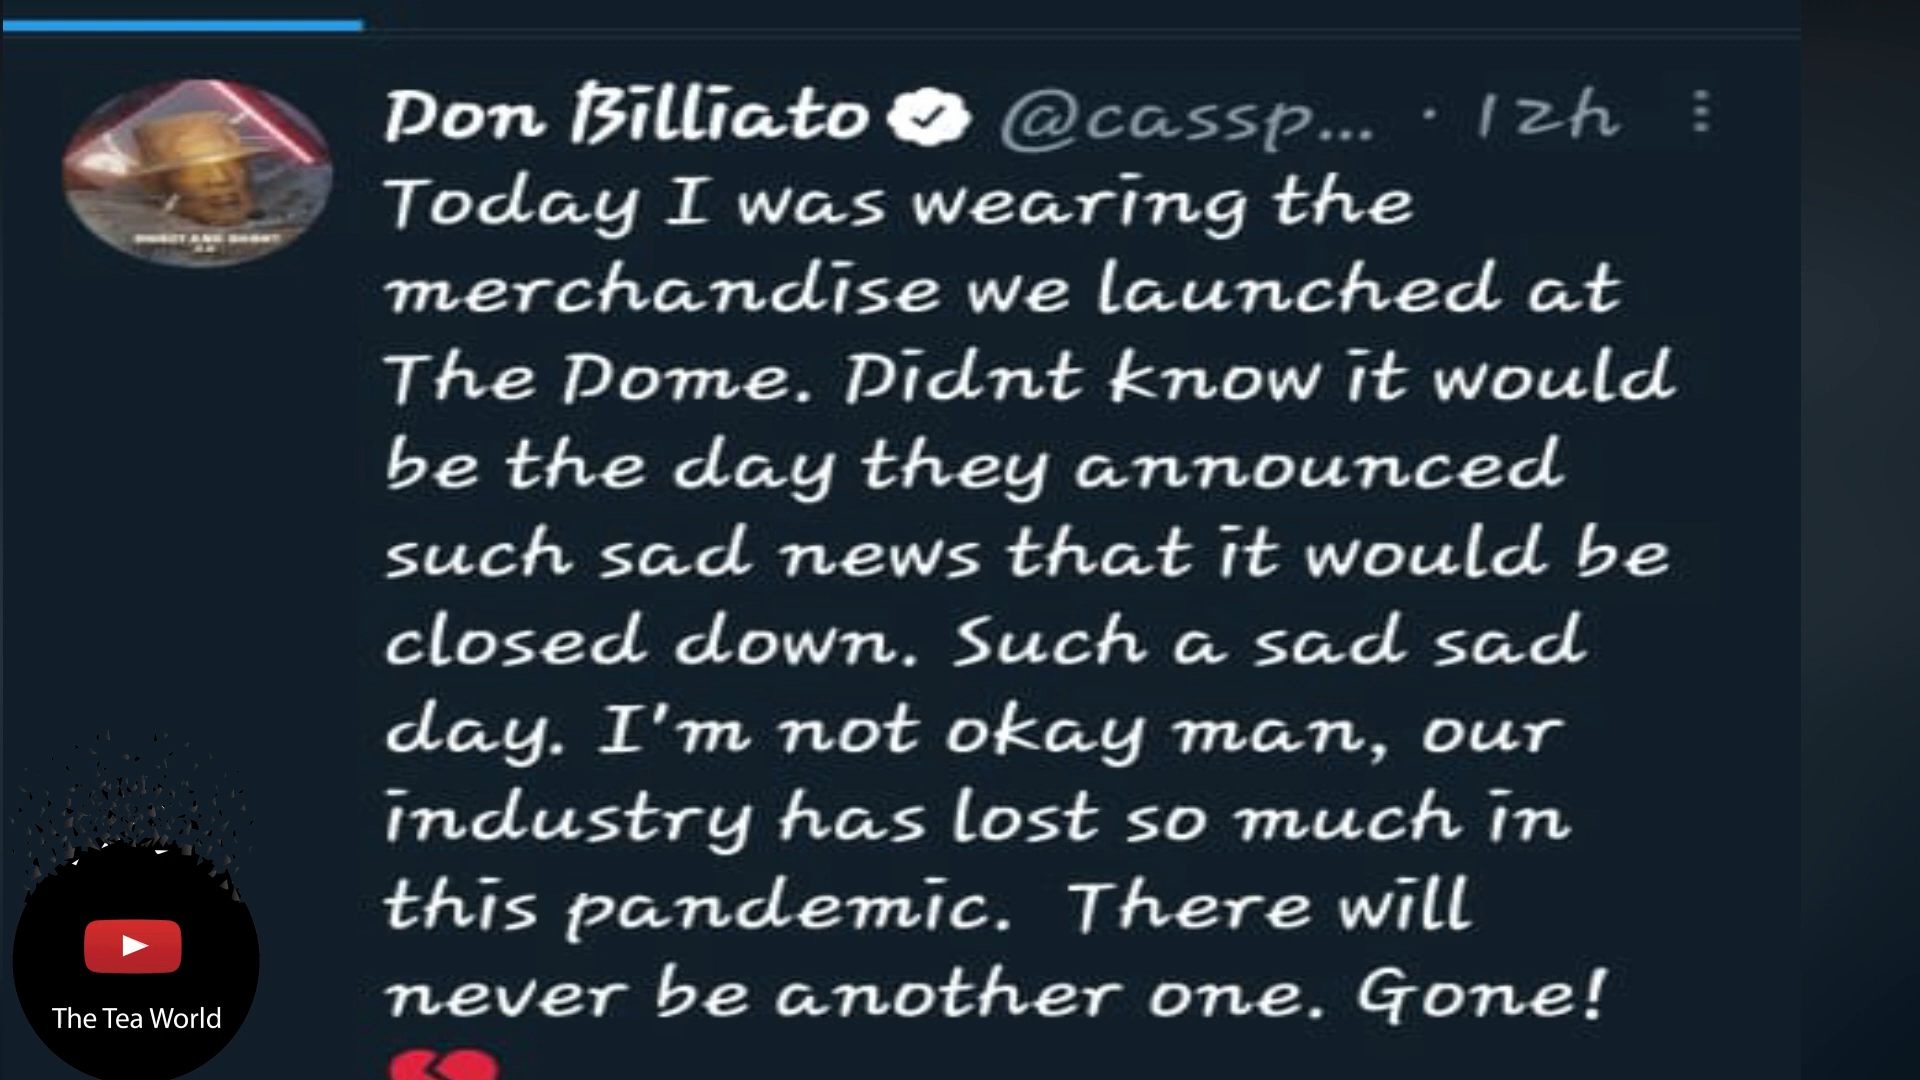 Don Billiato @cassp... · 12h
Today I was wearing the
merchandise we launched at
The Dome. Didnt know it would
be the day they announced
such sad news that it would be
closed down. Such a sad sad
day. I'm not okay man, our
industry has lost so much in
this pandemic.  There will
never be another one. Gone!
The Tea World